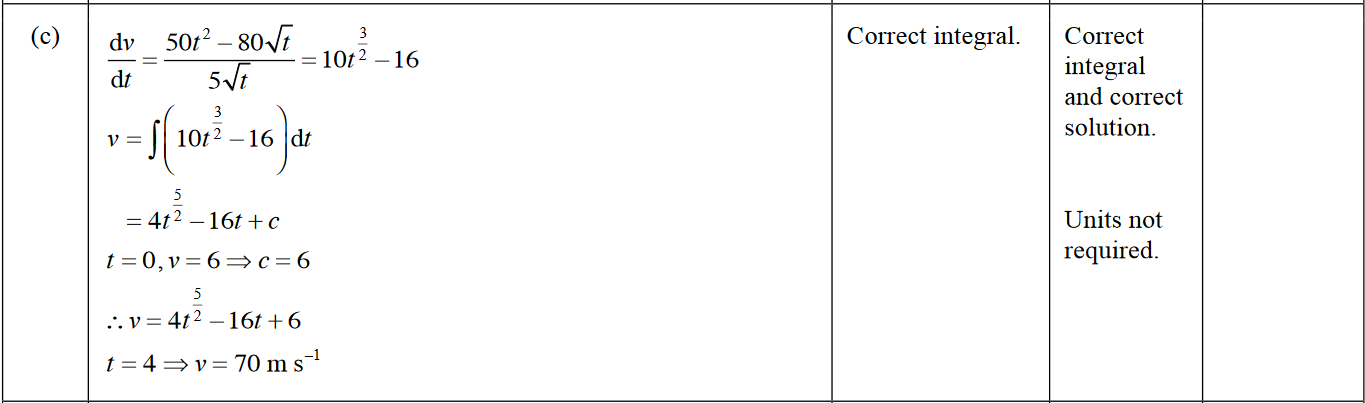 (c)
dv/dt = (50t² − 80√t)/(5√t) = 10t^(3/2) − 16
v = ∫(10t^(3/2) − 16)dt
= 4t^(5/2) − 16t + c
t = 0, v = 6 ⇒ c = 6
∴ v = 4t^(5/2) − 16t + 6
t = 4 ⇒ v = 70 m s⁻¹
Correct integral.
Correct
integral
and correct
solution.
Units not
required.